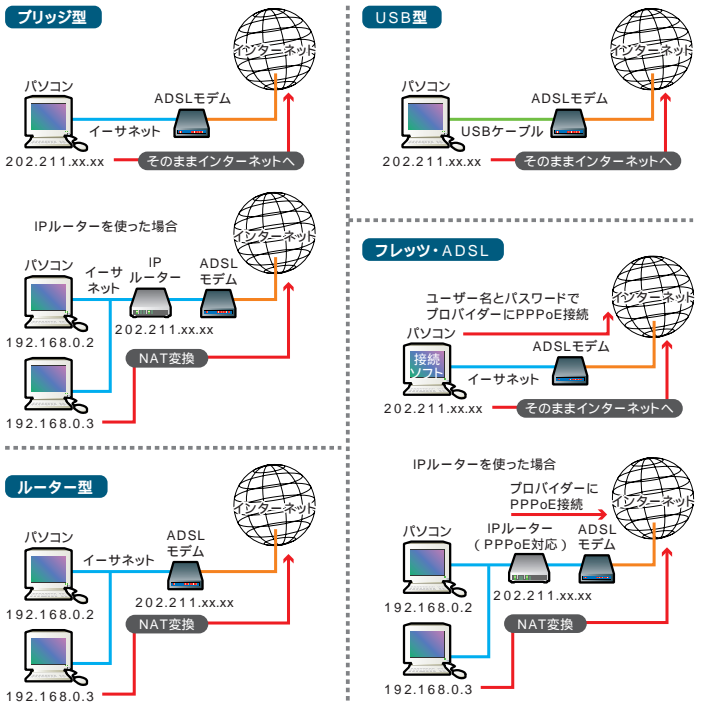 ブリッジ型
インターネット
パソコン
ADSLモデム
イーサネット
202.211.xx.xx
そのままインターネットへ
IPルーターを使った場合
インターネット
パソコン
イーサ
ネット
IP
ルーター
ADSL
モデム
202.211.xx.xx
192.168.0.2
NAT変換
192.168.0.3
ルーター型
インターネット
パソコン
イーサネット
ADSL
モデム
202.211.xx.xx
192.168.0.2
NAT変換
192.168.0.3
USB型
インターネット
パソコン
ADSLモデム
USBケーブル
202.211.xx.xx
そのままインターネットへ
フレッツ・ADSL
インターネット
ユーザー名とパスワードで
プロバイダーにPPPoE接続
パソコン
接続
ソフト
ADSLモデム
イーサネット
202.211.xx.xx
そのままインターネットへ
IPルーターを使った場合
インターネット
プロバイダーに
PPPoE接続
パソコン
IPルーター
(PPPoE対応)
ADSL
モデム
202.211.xx.xx
192.168.0.2
NAT変換
192.168.0.3